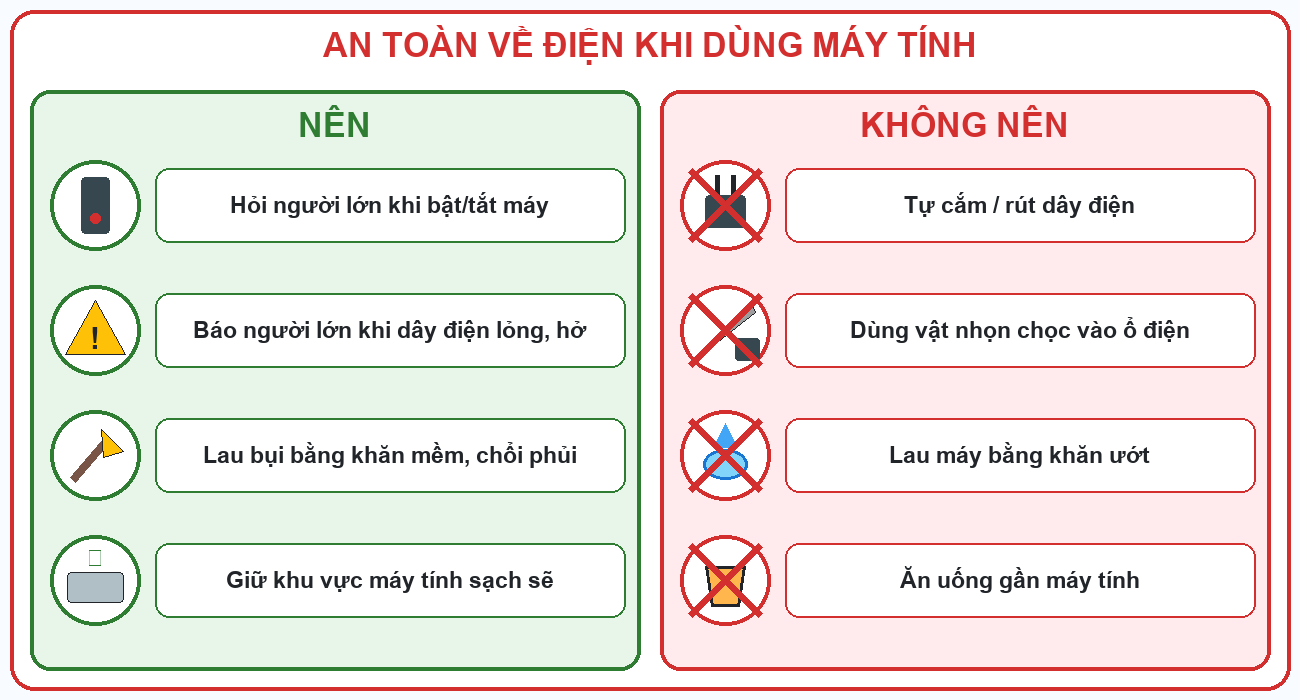 AN TOÀN VỀ ĐIỆN KHI DÙNG MÁY TÍNH
NÊN
Hỏi người lớn khi bật/tắt máy
!
Báo người lớn khi dây điện lỏng, hở
Lau bụi bằng khăn mềm, chổi phủi
Giữ khu vực máy tính sạch sẽ
KHÔNG NÊN
Tự cắm / rút dây điện
Dùng vật nhọn chọc vào ổ điện
Lau máy bằng khăn ướt
Ăn uống gần máy tính